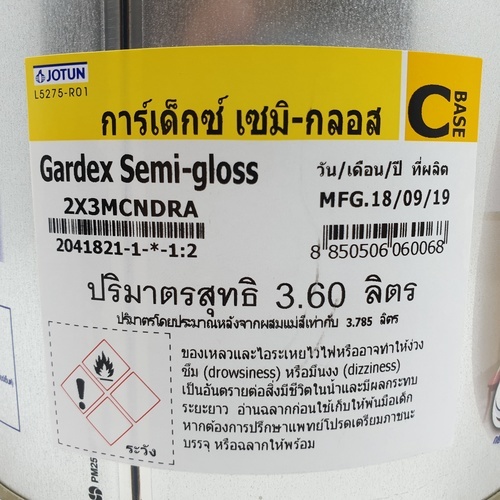 JOTUN
L5275-R01
การ์เด็กซ์ เซมิ-กลอส
C BASE
Gardex Semi-gloss
วัน/เดือน/ปี ที่ผลิต
2X3MCNDRA
MFG.18/09/19
2041821-1-*-1:2
8 850506 060068
ปริมาตรสุทธิ 3.60 ลิตร
ปริมาตรโดยประมาณหลังจากผสมแม่สีเท่ากับ 3.785 ลิตร
ของเหลวและไอระเหยไวไฟหรืออาจทำให้ง่วง
ซึม (drowsiness) หรือมึนงง (dizziness)
เป็นอันตรายต่อสิ่งมีชีวิตในน้ำและมีผลกระทบ
ระยะยาว อ่านฉลากก่อนใช้เก็บให้พ้นมือเด็ก
หากต้องการปรึกษาแพทย์โปรดเตรียมภาชนะ
บรรจุ หรือฉลากให้พร้อม
ระวัง
PM25